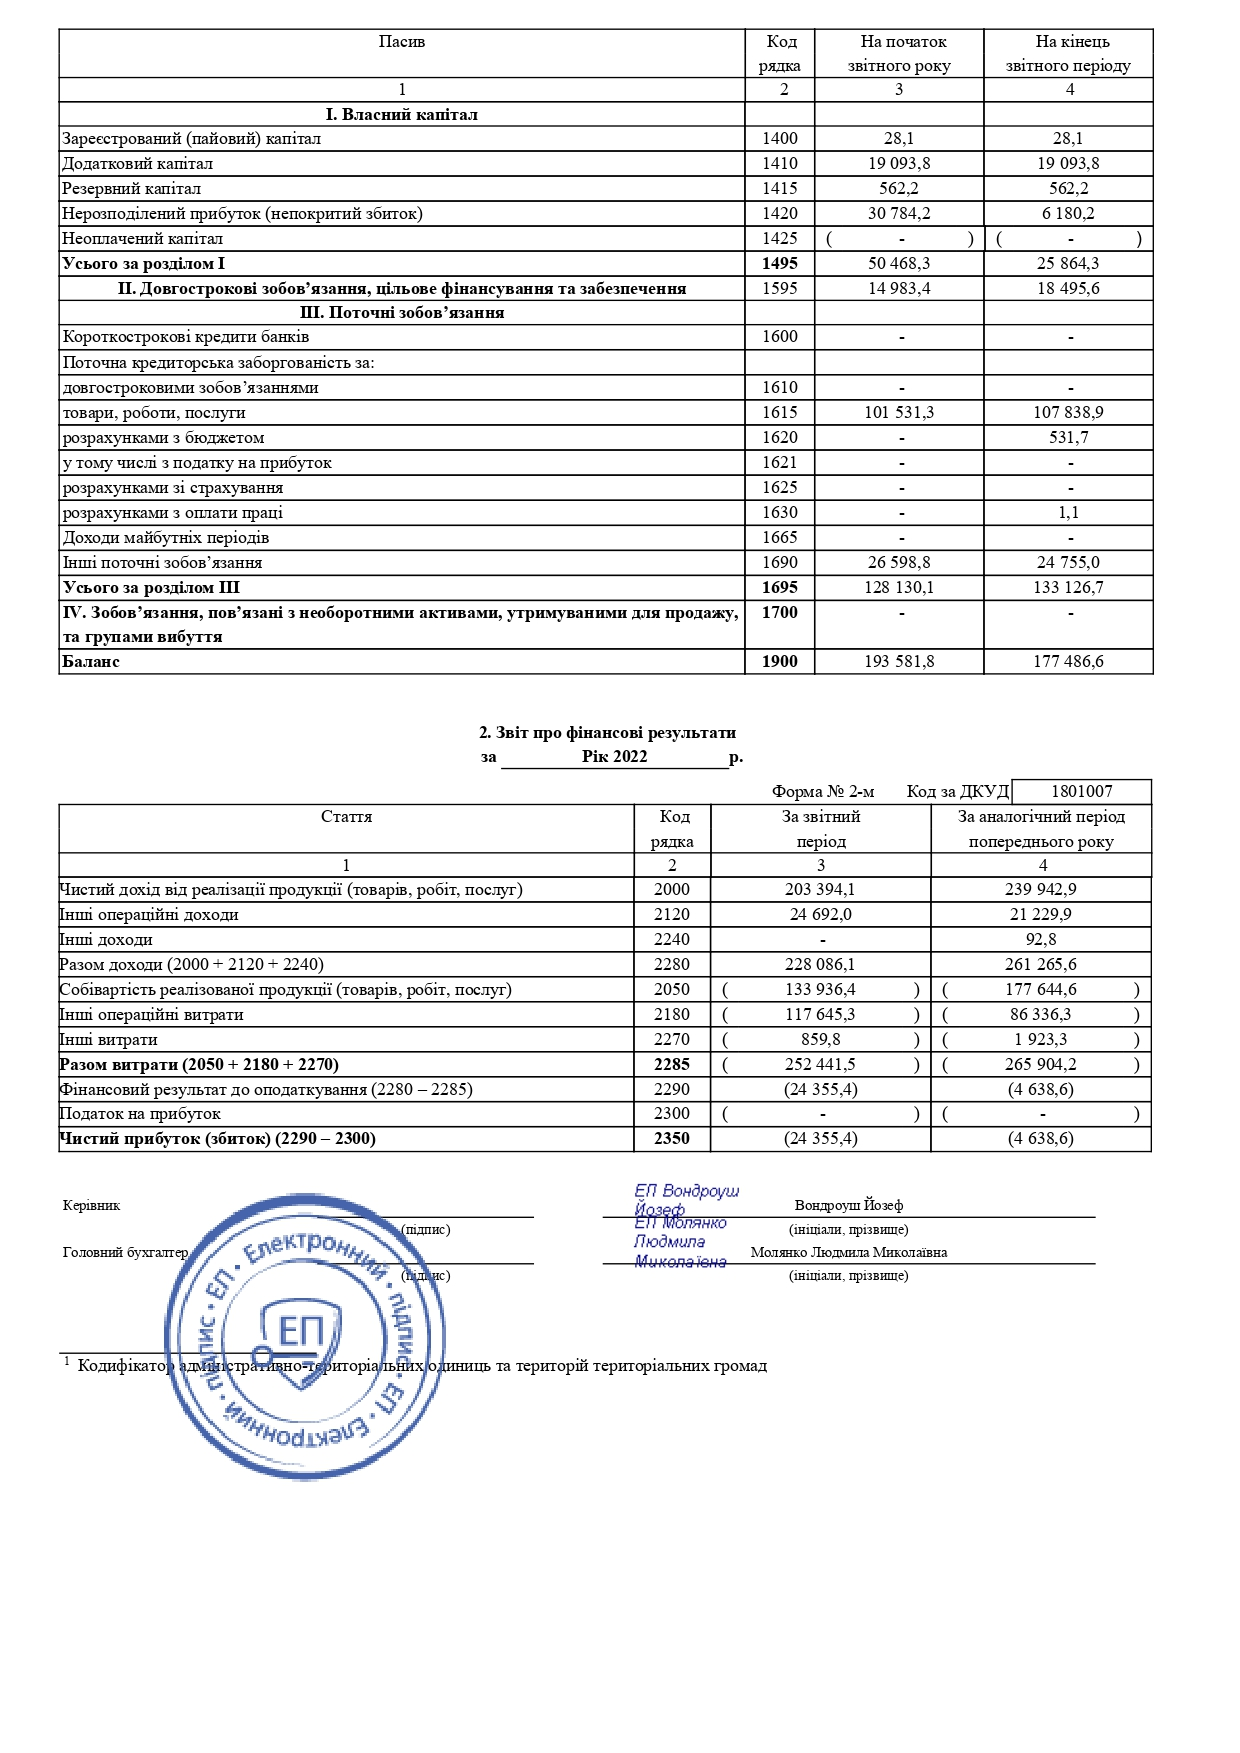 Пасив Код На початок На кінець
рядка звітного року звітного періоду
1 2 3 4
I. Власний капітал
Зареєстрований (пайовий) капітал 1400 28,1 28,1
Додатковий капітал 1410 19 093,8 19 093,8
Резервний капітал 1415 562,2 562,2
Нерозподілений прибуток (непокритий збиток) 1420 30 784,2 6 180,2
Неоплачений капітал 1425 ( - ) ( - )
Усього за розділом I 1495 50 468,3 25 864,3
II. Довгострокові зобов’язання, цільове фінансування та забезпечення 1595 14 983,4 18 495,6
III. Поточні зобов’язання
Короткострокові кредити банків 1600 - -
Поточна кредиторська заборгованість за:
довгостроковими зобов’язаннями 1610 - -
товари, роботи, послуги 1615 101 531,3 107 838,9
розрахунками з бюджетом 1620 - 531,7
у тому числі з податку на прибуток 1621 - -
розрахунками зі страхування 1625 - -
розрахунками з оплати праці 1630 - 1,1
Доходи майбутніх періодів 1665 - -
Інші поточні зобов’язання 1690 26 598,8 24 755,0
Усього за розділом III 1695 128 130,1 133 126,7
IV. Зобов’язання, пов’язані з необоротними активами, утримуваними для продажу, 1700 - -
та групами вибуття
Баланс 1900 193 581,8 177 486,6
2. Звіт про фінансові результати
за Рік 2022 р.
Форма № 2-м Код за ДКУД 1801007
Стаття Код За звітний За аналогічний період
рядка період попереднього року
1 2 3 4
Чистий дохід від реалізації продукції (товарів, робіт, послуг) 2000 203 394,1 239 942,9
Інші операційні доходи 2120 24 692,0 21 229,9
Інші доходи 2240 - 92,8
Разом доходи (2000 + 2120 + 2240) 2280 228 086,1 261 265,6
Собівартість реалізованої продукції (товарів, робіт, послуг) 2050 ( 133 936,4 ) ( 177 644,6 )
Інші операційні витрати 2180 ( 117 645,3 ) ( 86 336,3 )
Інші витрати 2270 ( 859,8 ) ( 1 923,3 )
Разом витрати (2050 + 2180 + 2270) 2285 ( 252 441,5 ) ( 265 904,2 )
Фінансовий результат до оподаткування (2280 – 2285) 2290 (24 355,4) (4 638,6)
Податок на прибуток 2300 ( - ) ( - )
Чистий прибуток (збиток) (2290 – 2300) 2350 (24 355,4) (4 638,6)
ЕП Вондроуш
Йозеф
Керівник Вондроуш Йозеф
(підпис) (ініціали, прізвище)
ЕП Молянко
Людмила
Миколаївна
Головний бухгалтер Молянко Людмила Миколаївна
(підпис) (ініціали, прізвище)
ЕП • Електронний • підпис • ЕП • Електронний • підпис •
ЕП
1 Кодифікатор адміністративно-територіальних одиниць та територій територіальних громад